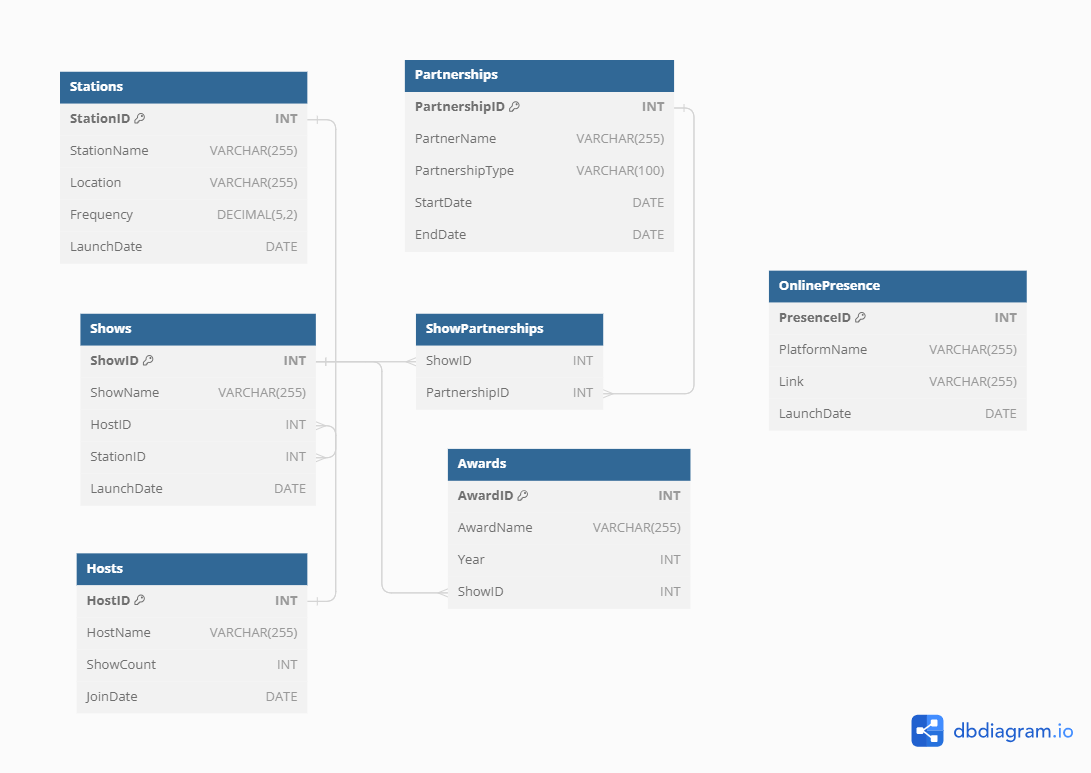 Stations
StationID INT
StationName VARCHAR(255)
Location VARCHAR(255)
Frequency DECIMAL(5,2)
LaunchDate DATE
Partnerships
PartnershipID INT
PartnerName VARCHAR(255)
PartnershipType VARCHAR(100)
StartDate DATE
EndDate DATE
OnlinePresence
PresenceID INT
PlatformName VARCHAR(255)
Link VARCHAR(255)
LaunchDate DATE
Shows
ShowID INT
ShowName VARCHAR(255)
HostID INT
StationID INT
LaunchDate DATE
ShowPartnerships
ShowID INT
PartnershipID INT
Awards
AwardID INT
AwardName VARCHAR(255)
Year INT
ShowID INT
Hosts
HostID INT
HostName VARCHAR(255)
ShowCount INT
JoinDate DATE
dbdiagram.io